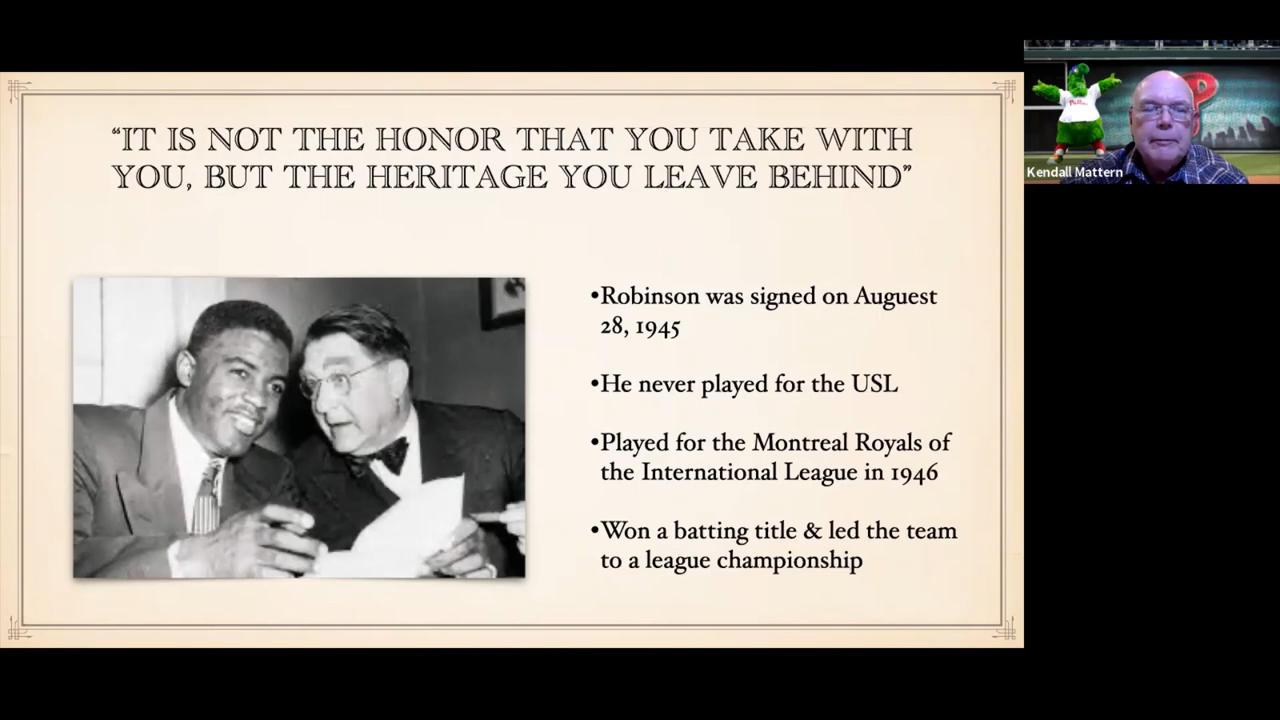 “IT IS NOT THE HONOR THAT YOU TAKE WITH
YOU, BUT THE HERITAGE YOU LEAVE BEHIND”
•Robinson was signed on Auguest
28, 1945
•He never played for the USL
•Played for the Montreal Royals of
the International League in 1946
•Won a batting title & led the team
to a league championship
Phillies
P
Kendall Mattern